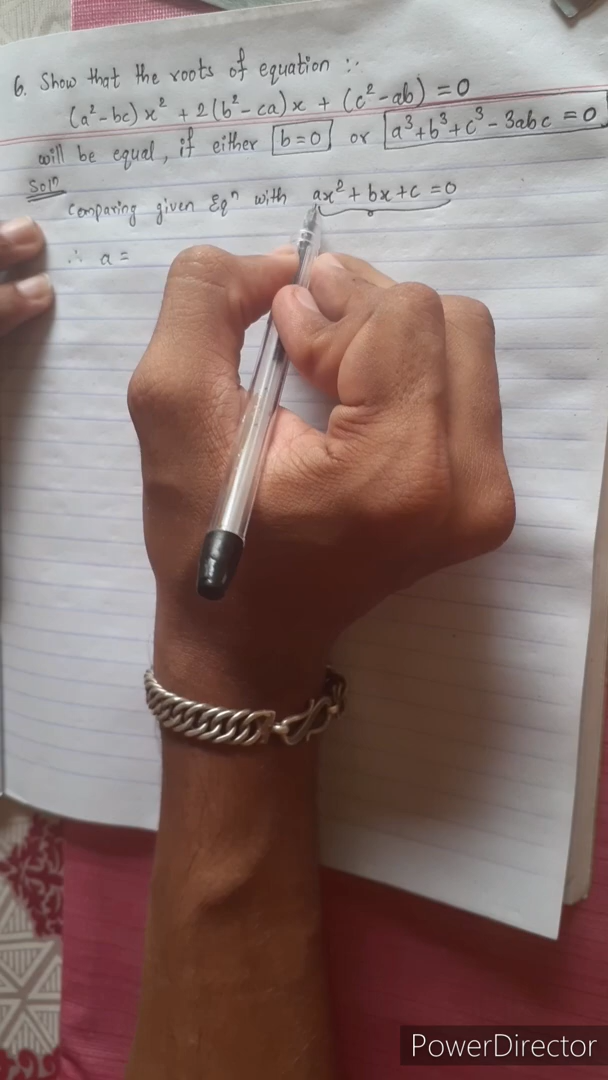 6. Show that the roots of equation :-
(a²-bc) x² + 2(b²-ca) x + (c²-ab) = 0
will be equal, if either b=0 or a³+b³+c³-3abc = 0
Solⁿ
Comparing given Eqⁿ with ax² + bx + c = 0
∴ a =
PowerDirector